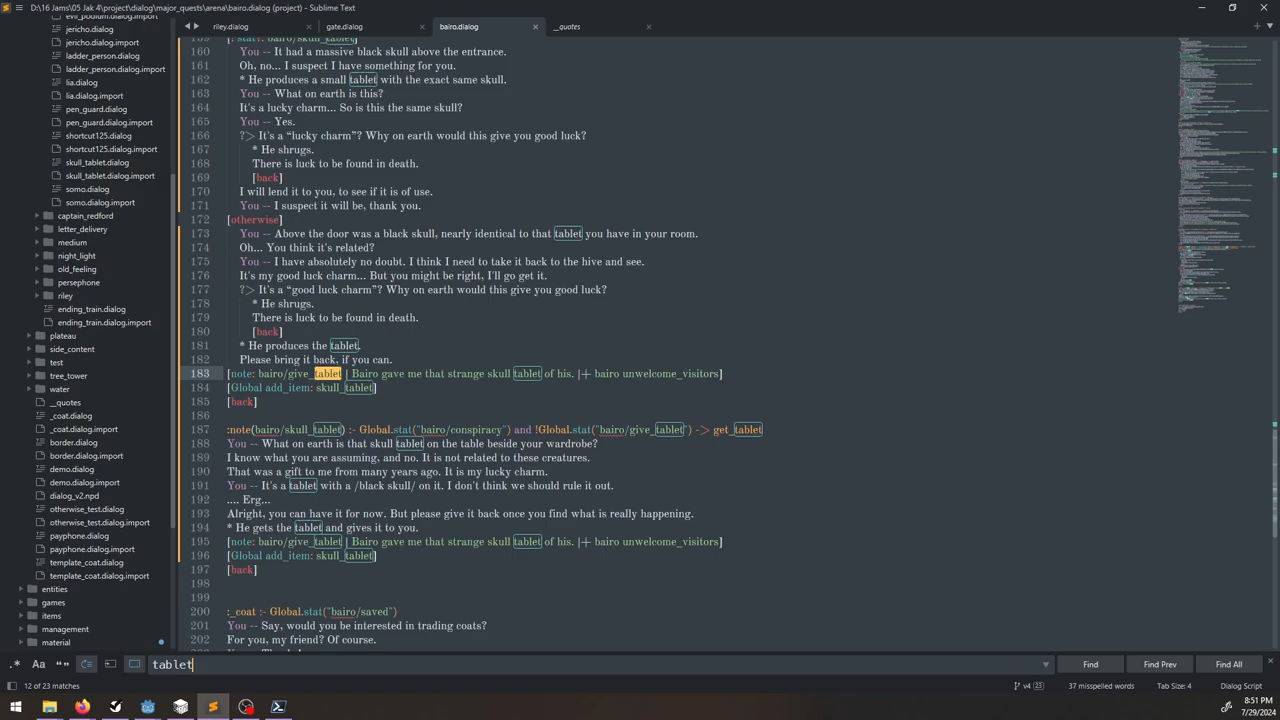 D:\16 Jams\05 Jak 4\project\dialog\major_quests\arena\bairo.dialog (project) - Sublime Text
riley.dialog
gate.dialog
bairo.dialog
__quotes
evil_podium.dialog.import
jericho.dialog
jericho.dialog.import
ladder_person.dialog
ladder_person.dialog.import
lia.dialog
lia.dialog.import
pen_guard.dialog
pen_guard.dialog.import
shortcut125.dialog
shortcut125.dialog.import
skull_tablet.dialog
skull_tablet.dialog.import
somo.dialog
somo.dialog.import
captain_redford
letter_delivery
medium
night_light
old_feeling
persephone
riley
ending_train.dialog
ending_train.dialog.import
plateau
side_content
test
tree_tower
water
__quotes
_coat.dialog
_coat.dialog.import
border.dialog
border.dialog.import
demo.dialog
demo.dialog.import
dialog_v2.npd
otherwise_test.dialog
otherwise_test.dialog.import
payphone.dialog
payphone.dialog.import
template_coat.dialog
template_coat.dialog.import
entities
games
items
management
material
160 You -- It had a massive black skull above the entrance.
161 Oh, no... I suspect I have something for you.
162 * He produces a small tablet with the exact same skull.
163 You -- What on earth is this?
164 It's a lucky charm... So is this the same skull?
165 You -- Yes.
166 ?> It's a “lucky charm”? Why on earth would this give you good luck?
167 * He shrugs.
168 There is luck to be found in death.
169 [back]
170 I will lend it to you, to see if it is of use.
171 You -- I suspect it will be, thank you.
172 [otherwise]
173 You -- Above the door was a black skull, nearly identical to that tablet you have in your room.
174 Oh... You think it's related?
175 You -- I have absolutely no doubt. I think I need to take it back to the hive and see.
176 It's my good luck charm... But you might be right, I'll go get it.
177 ?> It's a “good luck charm”? Why on earth would this give you good luck?
178 * He shrugs.
179 There is luck to be found in death.
180 [back]
181 * He produces the tablet.
182 Please bring it back, if you can.
183 [note: bairo/give_tablet | Bairo gave me that strange skull tablet of his. |+ bairo unwelcome_visitors]
184 [Global add_item: skull_tablet]
185 [back]
186
187 :note(bairo/skull_tablet) :- Global.stat("bairo/conspiracy") and !Global.stat("bairo/give_tablet") -> get_tablet
188 You -- What on earth is that skull tablet on the table beside your wardrobe?
189 I know what you are assuming, and no. It is not related to these creatures.
190 That was a gift to me from many years ago. It is my lucky charm.
191 You -- It's a tablet with a /black skull/ on it. I don't think we should rule it out.
192 .... Erg...
193 Alright, you can have it for now. But please give it back once you find what is really happening.
194 * He gets the tablet and gives it to you.
195 [note: bairo/give_tablet | Bairo gave me that strange skull tablet of his. |+ bairo unwelcome_visitors]
196 [Global add_item: skull_tablet]
197 [back]
198
199
200 :_coat :- Global.stat("bairo/saved")
201 You -- Say, would you be interested in trading coats?
202 For you, my friend? Of course.
.* Aa “” tablet Find Find Prev Find All
12 of 23 matches v4 23 37 misspelled words Tab Size: 4 Dialog Script
8:51 PM
7/29/2024